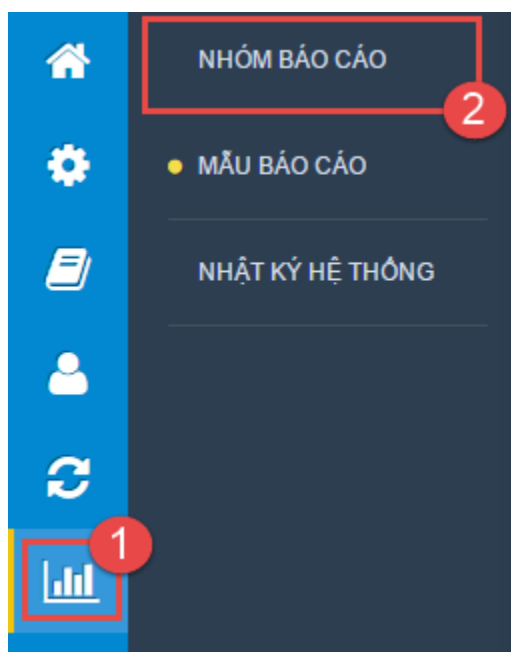 NHÓM BÁO CÁO
2
MẪU BÁO CÁO
NHẬT KÝ HỆ THỐNG
1